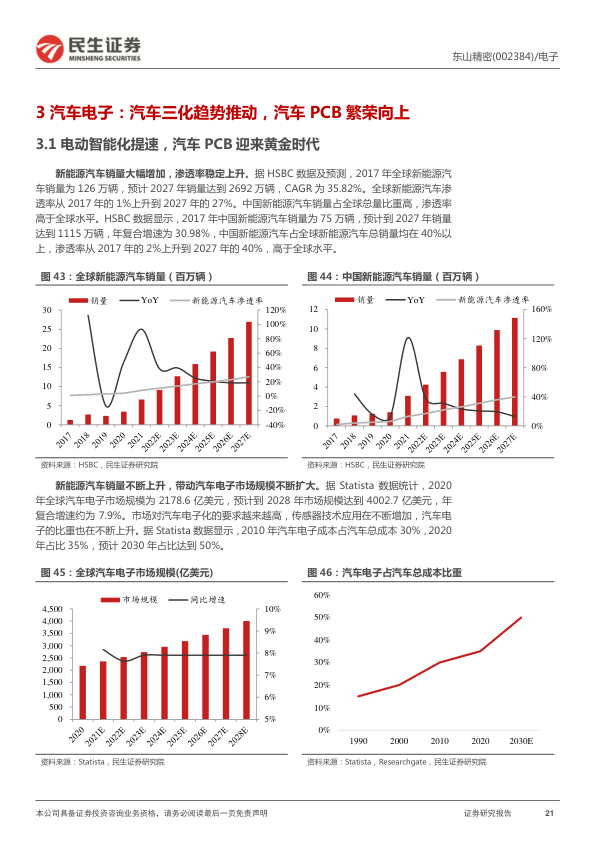 民生证券
MINSHENG SECURITIES
东山精密(002384)/电子
3 汽车电子：汽车三化趋势推动，汽车 PCB 繁荣向上
3.1 电动智能化提速，汽车 PCB 迎来黄金时代
新能源汽车销量大幅增加，渗透率稳定上升。据 HSBC 数据及预测，2017 年全球新能源汽
车销量为 126 万辆，预计 2027 年销量达到 2692 万辆，CAGR 为 35.82%。全球新能源汽车渗
透率从 2017 年的 1%上升到 2027 年的 27%。中国新能源汽车销量占全球总量比重高，渗透率
高于全球水平。HSBC 数据显示，2017 年中国新能源汽车销量为 75 万辆，预计到 2027 年销量
达到 1115 万辆，年复合增速为 30.98%，中国新能源汽车占全球新能源汽车总销量均在 40%以
上，渗透率从 2017 年的 2%上升到 2027 年的 40%，高于全球水平。
图 43：全球新能源汽车销量（百万辆）
销量 YoY 新能源汽车渗透率
30
25
20
15
10
5
0
120%
100%
80%
60%
40%
20%
0%
-20%
-40%
2017 2018 2019 2020 2021 2022E 2023E 2024E 2025E 2026E 2027E
资料来源：HSBC，民生证券研究院
图 44：中国新能源汽车销量（百万辆）
销量 YoY 新能源汽车渗透率
12
10
8
6
4
2
0
160%
120%
80%
40%
0%
2017 2018 2019 2020 2021 2022E 2023E 2024E 2025E 2026E 2027E
资料来源：HSBC，民生证券研究院
新能源汽车销量不断上升，带动汽车电子市场规模不断扩大。据 Statista 数据统计，2020
年全球汽车电子市场规模为 2178.6 亿美元，预计到 2028 年市场规模达到 4002.7 亿美元，年
复合增速约为 7.9%。市场对汽车电子化的要求越来越高，传感器技术应用在不断增加，汽车电
子的比重也在不断上升。据 Statista 数据显示，2010 年汽车电子成本占汽车总成本 30%，2020
年占比 35%，预计 2030 年占比达到 50%。
图 45：全球汽车电子市场规模(亿美元)
市场规模 同比增速
4,500
4,000
3,500
3,000
2,500
2,000
1,500
1,000
500
0
10%
9%
8%
7%
6%
5%
2020 2021E 2022E 2023E 2024E 2025E 2026E 2027E 2028E
资料来源：Statista，民生证券研究院
图 46：汽车电子占汽车总成本比重
60%
50%
40%
30%
20%
10%
0%
1990 2000 2010 2020 2030E
资料来源：Statista，Researchgate，民生证券研究院
本公司具备证券投资咨询业务资格，请务必阅读最后一页免责声明
证券研究报告
21